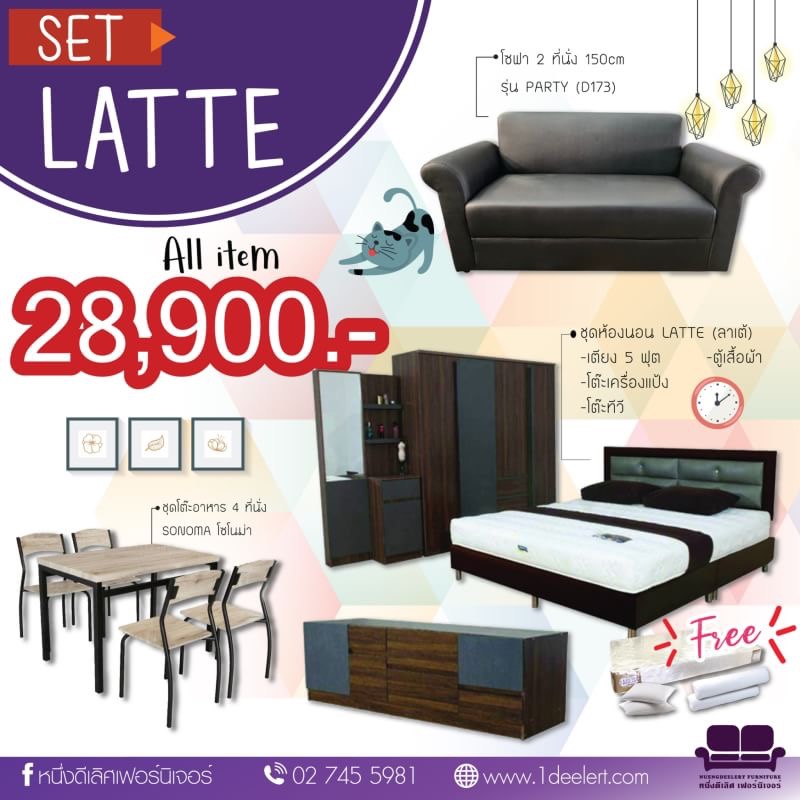 SET
LATTE
โซฟา 2 ที่นั่ง 150cm
รุ่น PARTY (D173)
All item
28,900.-
ชุดห้องนอน LATTE (ลาเต้)
-เตียง 5 ฟุต -ตู้เสื้อผ้า
-โต๊ะเครื่องแป้ง
-โต๊ะทีวี
ชุดโต๊ะอาหาร 4 ที่นั่ง
SONOMA โซโนม่า
Free
หนึ่งดีเลิศเฟอร์นิเจอร์
02 745 5981
www.1deelert.com
NUENGDEELERT FURNITURE
หนึ่งดีเลิศ เฟอร์นิเจอร์